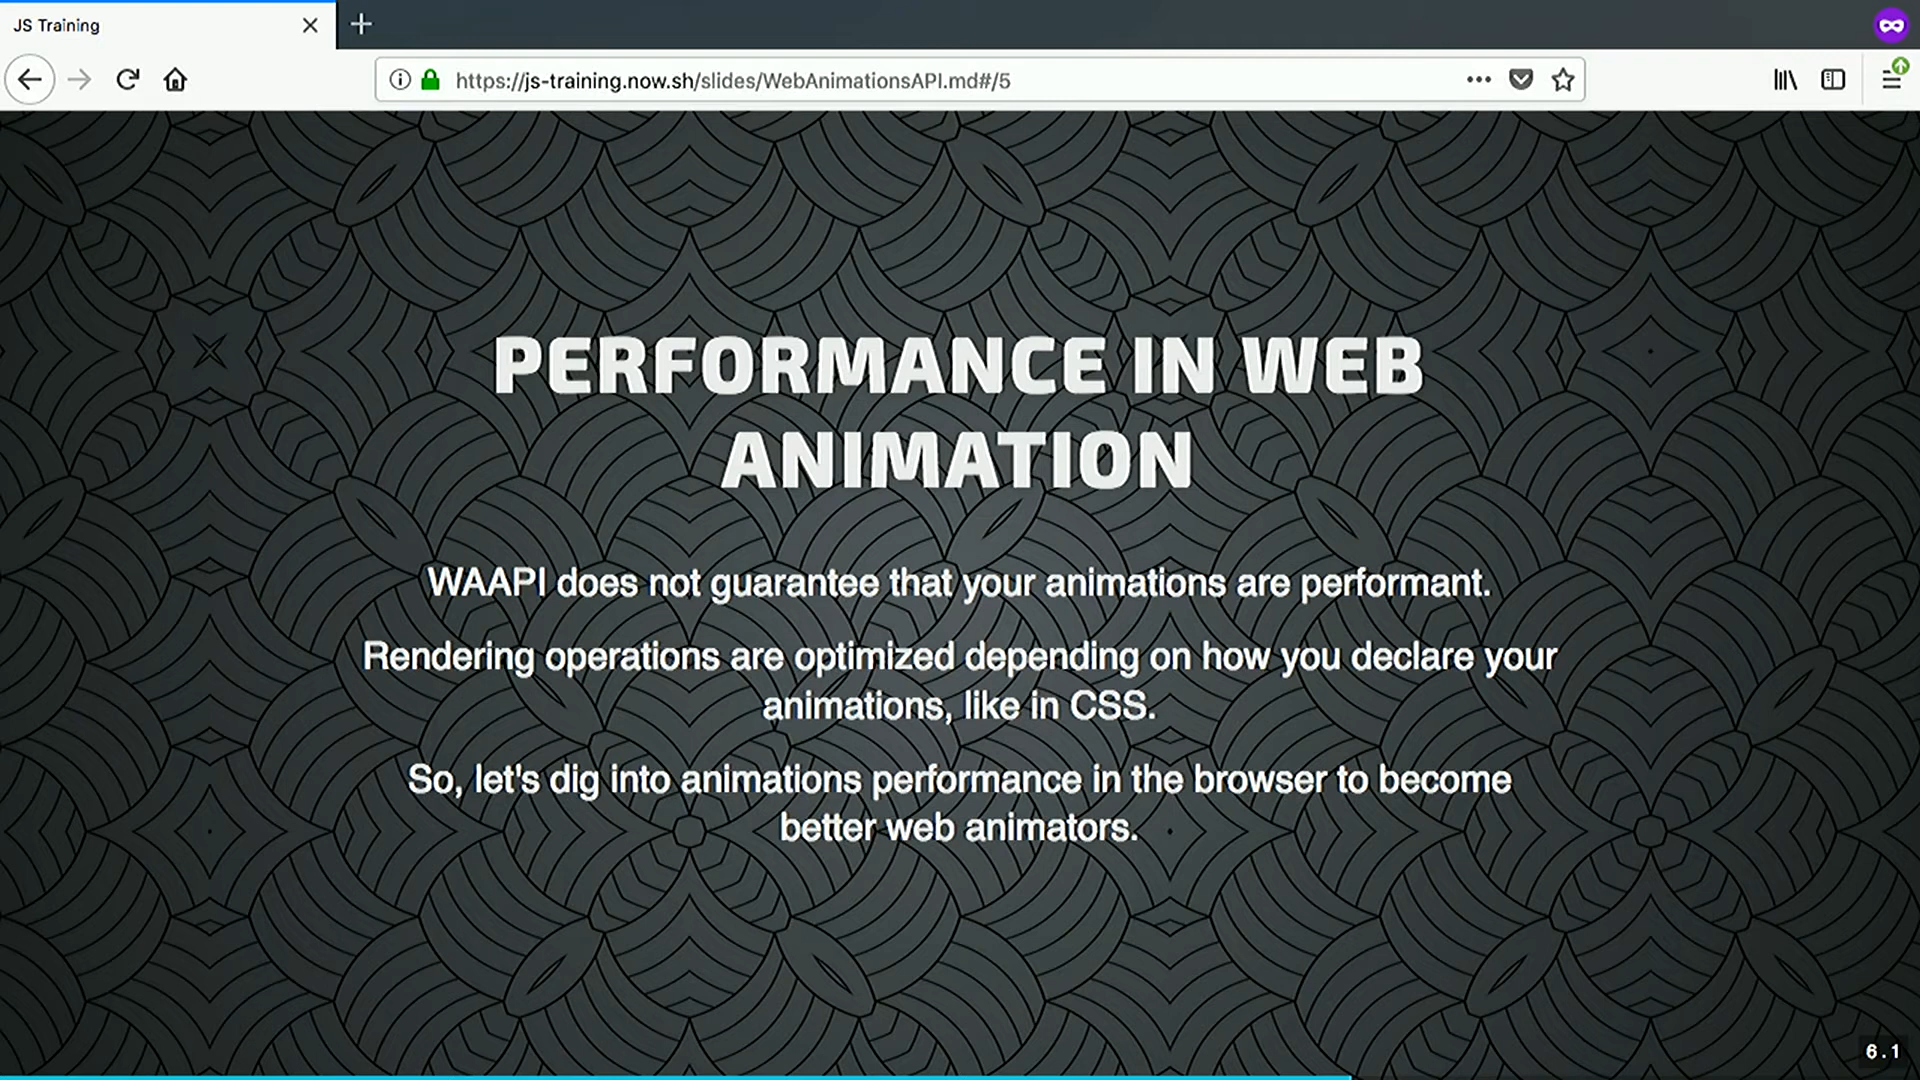 JS Training
https://js-training.now.sh/slides/WebAnimationsAPI.md#/5
PERFORMANCE IN WEB
ANIMATION
WAAPI does not guarantee that your animations are performant.
Rendering operations are optimized depending on how you declare your
animations, like in CSS.
So, let's dig into animations performance in the browser to become
better web animators.
6.1